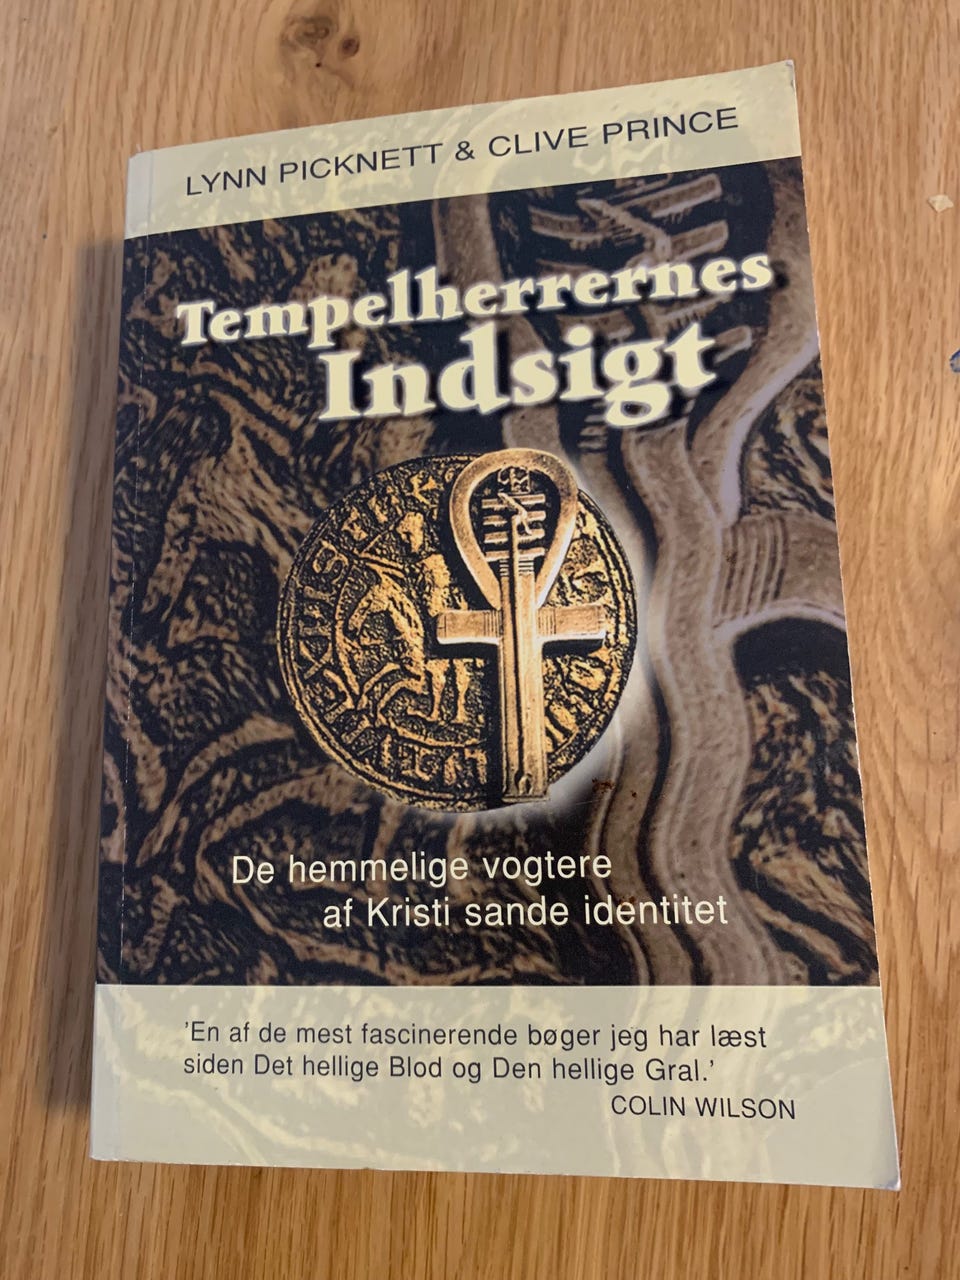 LYNN PICKNETT & CLIVE PRINCE
Tempelherrernes
Indsigt
De hemmelige vogtere
af Kristi sande identitet
'En af de mest fascinerende bøger jeg har læst
siden Det hellige Blod og Den hellige Gral.'
COLIN WILSON